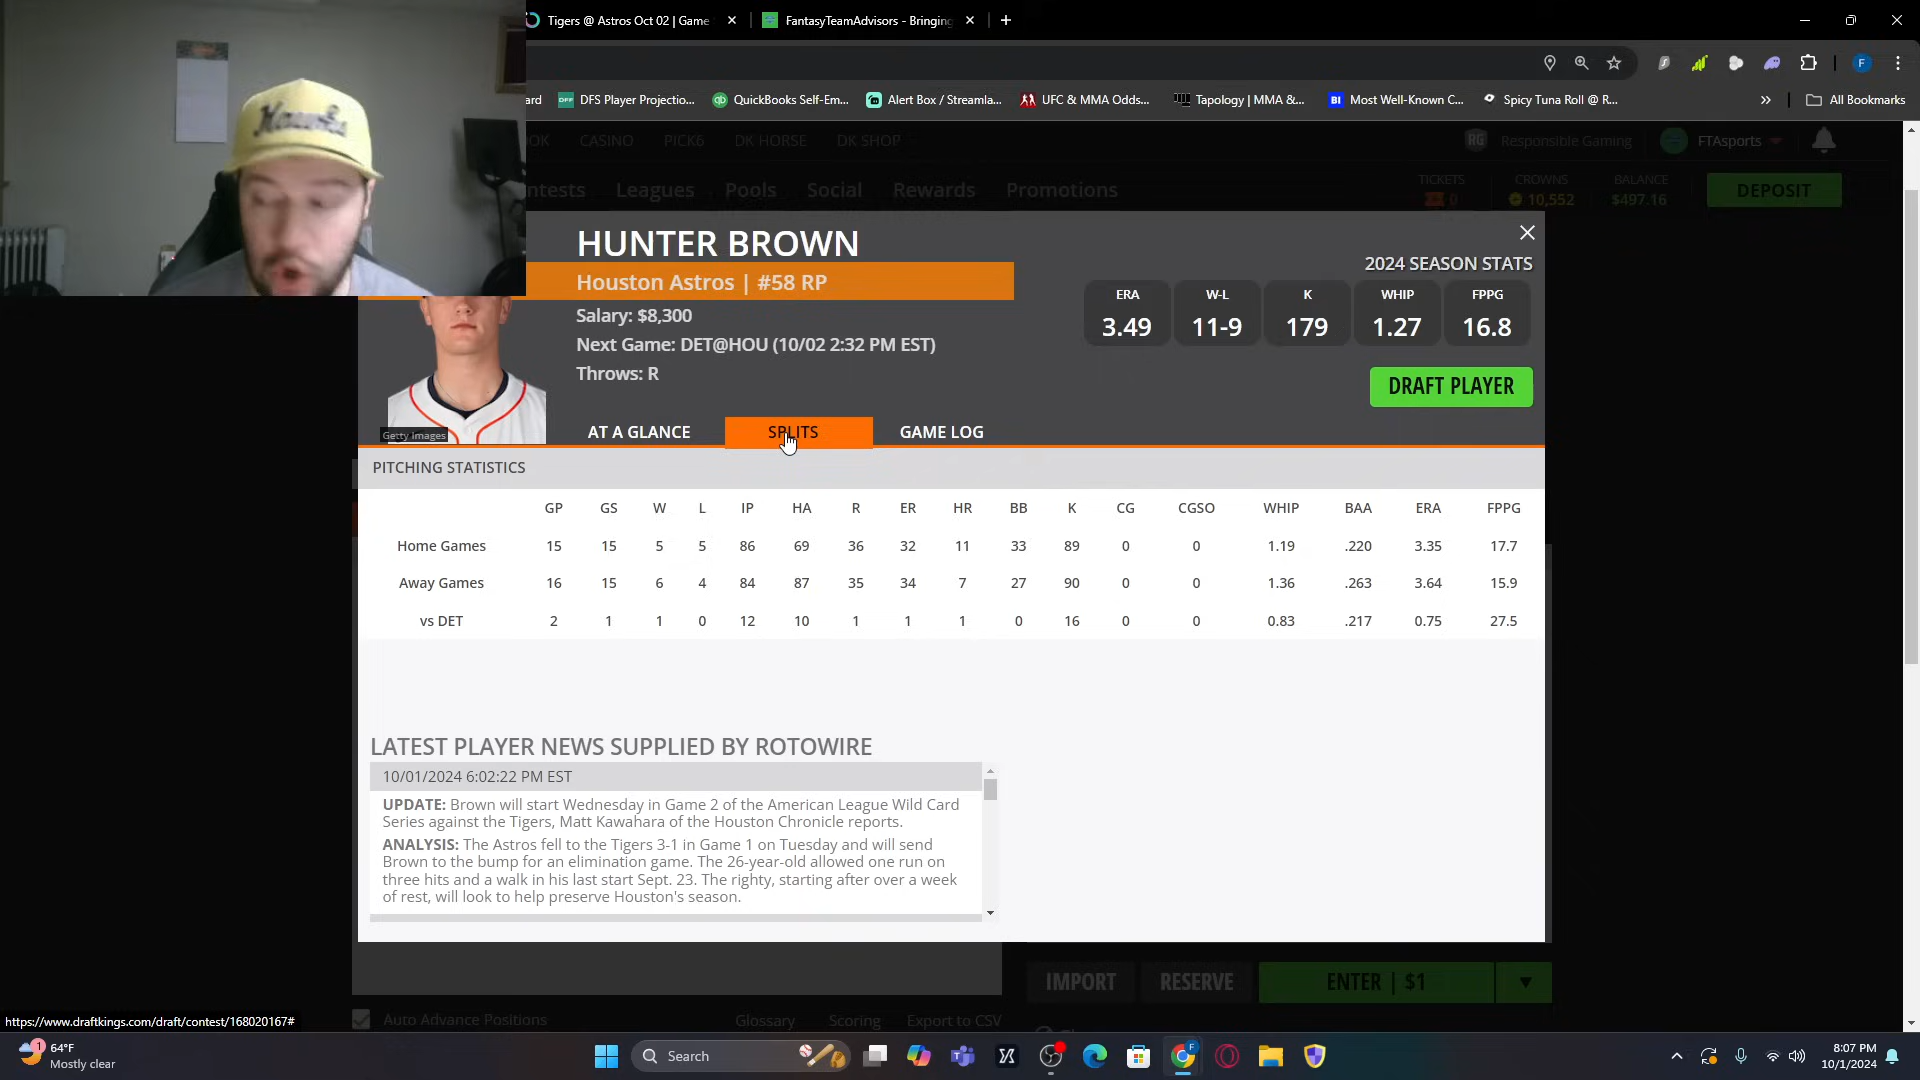 Tigers @ Astros Oct 02 | Game
FantasyTeamAdvisors - Bringing
ard
DFS Player Projectio...
QuickBooks Self-Em...
Alert Box / Streamla...
UFC & MMA Odds...
Tapology | MMA &...
BI Most Well-Known C...
Spicy Tuna Roll @ R...
All Bookmarks
OK
CASINO
PICK6
DK HORSE
DK SHOP
RG Responsible Gaming
FTAsports
ntests
Leagues
Pools
Social
Rewards
Promotions
TICKETS
0
CROWNS
10,552
BALANCE
$497.16
DEPOSIT
HUNTER BROWN
Houston Astros | #58 RP
Salary: $8,300
Next Game: DET@HOU (10/02 2:32 PM EST)
Throws: R
2024 SEASON STATS
ERA W-L K WHIP FPPG
3.49 11-9 179 1.27 16.8
DRAFT PLAYER
Getty Images
AT A GLANCE SPLITS GAME LOG
PITCHING STATISTICS
GP GS W L IP HA R ER HR BB K CG CGSO WHIP BAA ERA FPPG
Home Games 15 15 5 5 86 69 36 32 11 33 89 0 0 1.19 .220 3.35 17.7
Away Games 16 15 6 4 84 87 35 34 7 27 90 0 0 1.36 .263 3.64 15.9
vs DET 2 1 1 0 12 10 1 1 1 0 16 0 0 0.83 .217 0.75 27.5
LATEST PLAYER NEWS SUPPLIED BY ROTOWIRE
10/01/2024 6:02:22 PM EST
UPDATE: Brown will start Wednesday in Game 2 of the American League Wild Card
Series against the Tigers, Matt Kawahara of the Houston Chronicle reports.
ANALYSIS: The Astros fell to the Tigers 3-1 in Game 1 on Tuesday and will send
Brown to the bump for an elimination game. The 26-year-old allowed one run on
three hits and a walk in his last start Sept. 23. The righty, starting after over a week
of rest, will look to help preserve Houston's season.
IMPORT
RESERVE
ENTER | $1
https://www.draftkings.com/draft/contest/168020167#
Auto Advance Positions
Glossary
Scoring
Export to CSV
1
64°F
Mostly clear
Search
8:07 PM
10/1/2024